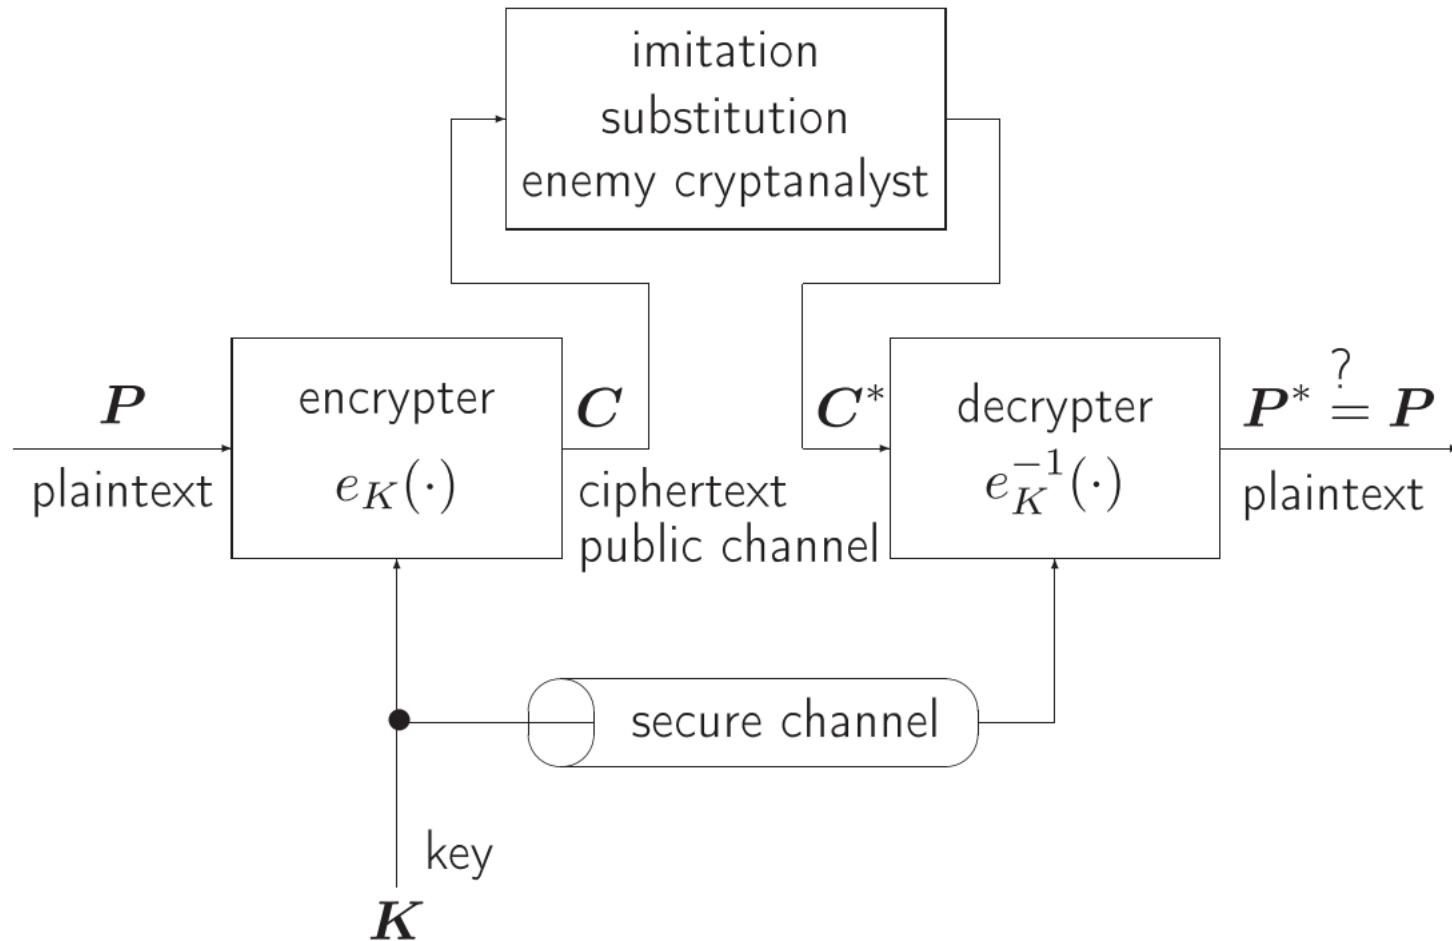 imitation
substitution
enemy cryptanalyst
P
plaintext
encrypter
e_K(·)
C
ciphertext
public channel
C*
decrypter
e_K^{-1}(·)
P* ?= P
plaintext
secure channel
key
K